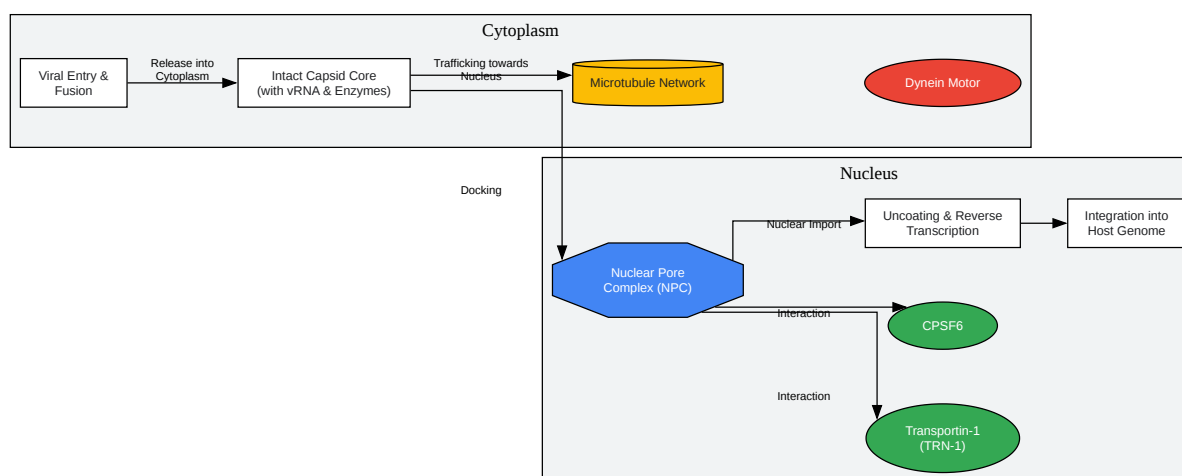 Cytoplasm
Viral Entry &
Fusion
Release into
Cytoplasm
Intact Capsid Core
(with vRNA & Enzymes)
Trafficking towards
Nucleus
Microtubule Network
Dynein Motor
Docking
Nucleus
Nuclear Pore
Complex (NPC)
Nuclear Import
Uncoating & Reverse
Transcription
Integration into
Host Genome
Interaction
CPSF6
Interaction
Transportin-1
(TRN-1)